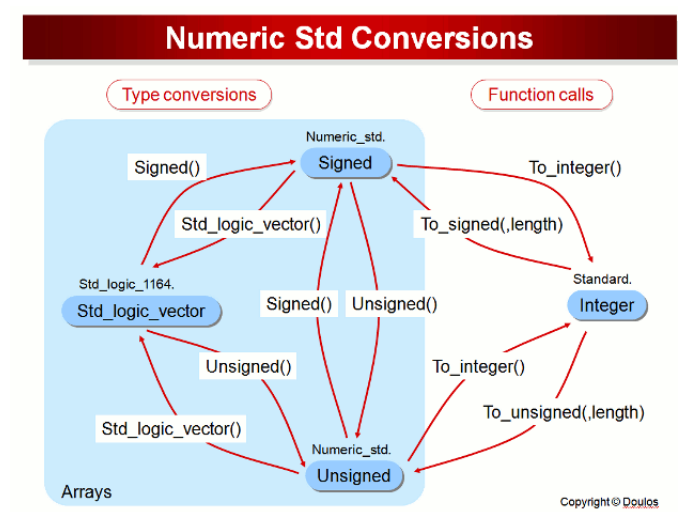 Numeric Std Conversions
Type conversions
Function calls
Numeric_std.
Signed
Signed()
To_integer()
Std_logic_vector()
To_signed(,length)
Std_logic_1164.
Std_logic_vector
Standard.
Integer
Signed()
Unsigned()
Unsigned()
To_integer()
To_unsigned(,length)
Std_logic_vector()
Numeric_std.
Unsigned
Arrays
Copyright © Doulos